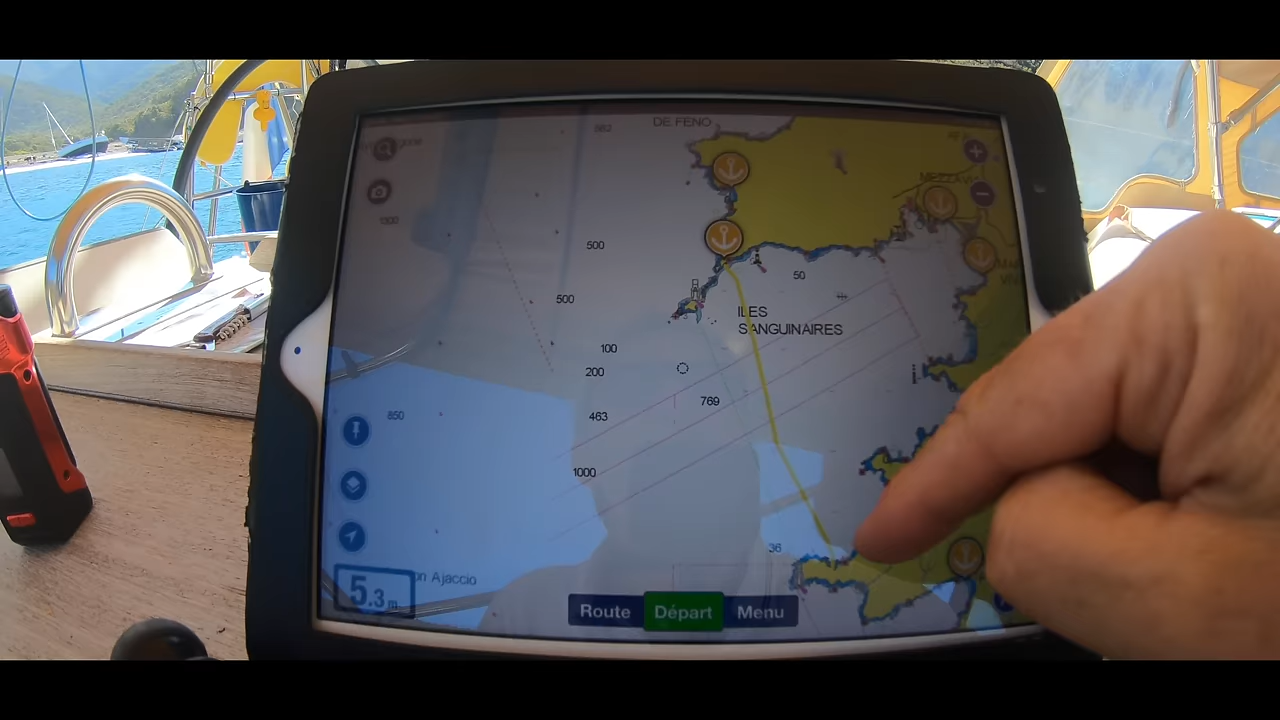 DE FENO
1300
500
500
50
ILES
SANGUINAIRES
100
200
769
850
463
1000
i
36
Ajaccio
5.3 m
Route
Départ
Menu